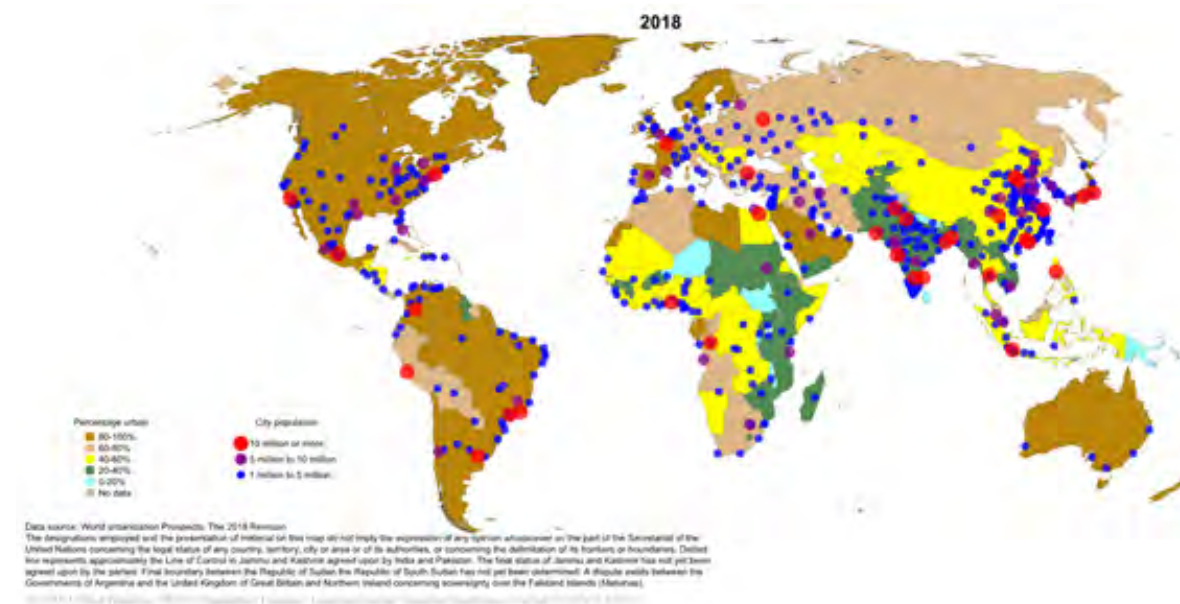 2018
Percentage urban
80-100%
60-80%
40-60%
20-40%
0-20%
No data
City population
10 million or more
5 million to 10 million
1 million to 5 million
Data source: World Urbanization Prospects: The 2018 Revision
The designations employed and the presentation of material on this map do not imply the expression of any opinion whatsoever on the part of the Secretariat of the
United Nations concerning the legal status of any country, territory, city or area or of its authorities, or concerning the delimitation of its frontiers or boundaries. Dotted
line represents approximately the Line of Control in Jammu and Kashmir agreed upon by India and Pakistan. The final status of Jammu and Kashmir has not yet been
agreed upon by the parties. Final boundary between the Republic of Sudan the Republic of South Sudan has not yet been determined. A dispute exists between the
Governments of Argentina and the United Kingdom of Great Britain and Northern Ireland concerning sovereignty over the Falkland Islands (Malvinas).